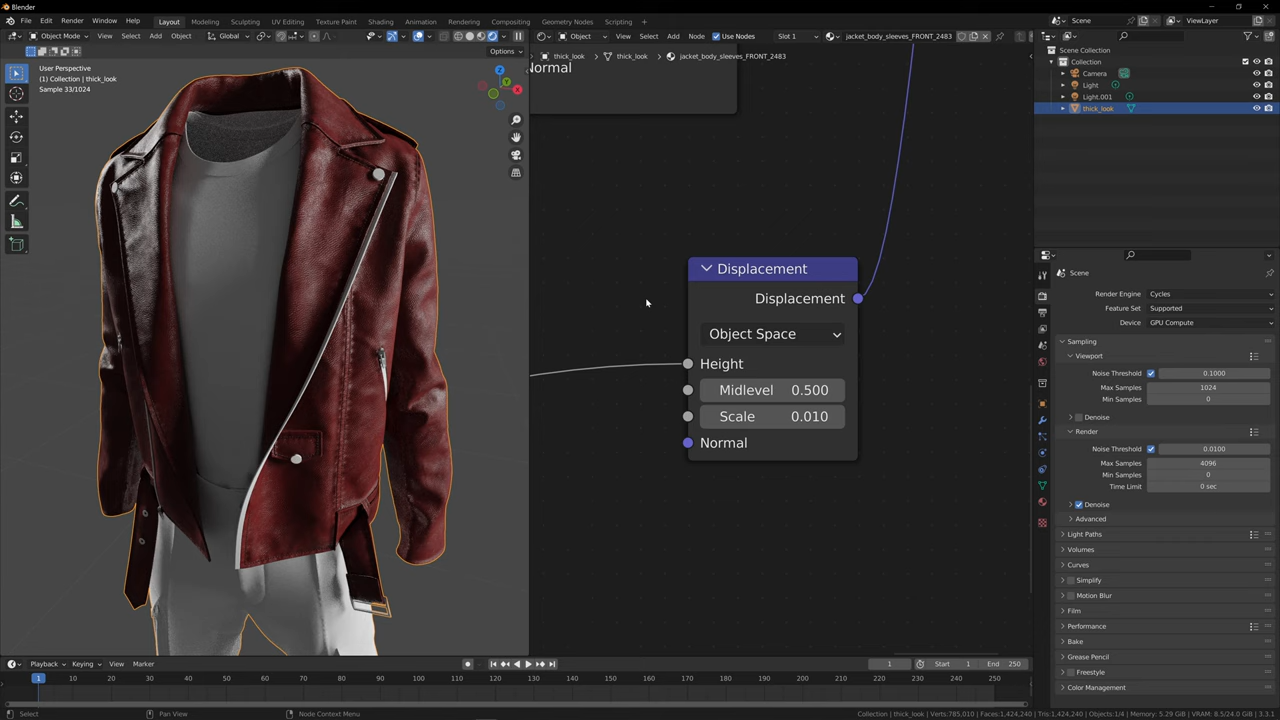 Blender
File Edit Render Window Help Layout Modeling Sculpting UV Editing Texture Paint Shading Animation Rendering Compositing Geometry Nodes Scripting + Scene ViewLayer
Object Mode View Select Add Object Global Object View Select Add Node Use Nodes Slot 1 jacket_body_sleeves_FRONT_2483
Options
thick_look thick_look jacket_body_sleeves_FRONT_2483
User Perspective
(1) Collection | thick_look
Sample 33/1024
Z
Y
X
Normal
Displacement
Displacement
Object Space
Height
Midlevel 0.500
Scale 0.010
Normal
Scene Collection
Collection
Camera
Light
Light.001
thick_look
Scene
Render Engine Cycles
Feature Set Supported
Device GPU Compute
Sampling
Viewport
Noise Threshold 0.1000
Max Samples 1024
Min Samples 0
Denoise
Render
Noise Threshold 0.0100
Max Samples 4096
Min Samples 0
Time Limit 0 sec
Denoise
Advanced
Light Paths
Volumes
Curves
Simplify
Motion Blur
Film
Performance
Bake
Grease Pencil
Freestyle
Color Management
Playback Keying View Marker 1 Start 1 End 250
1 10 20 30 40 50 60 70 80 90 100 110 120 130 140 150 160 170 180 190 200 210 220 230 240 250
Select Pan View Node Context Menu Collection | thick_look | Verts:785,010 | Faces:1,424,240 | Tris:1,424,240 | Objects:1/4 | Memory: 5.29 GiB | VRAM: 8.5/24.0 GiB | 3.3.1